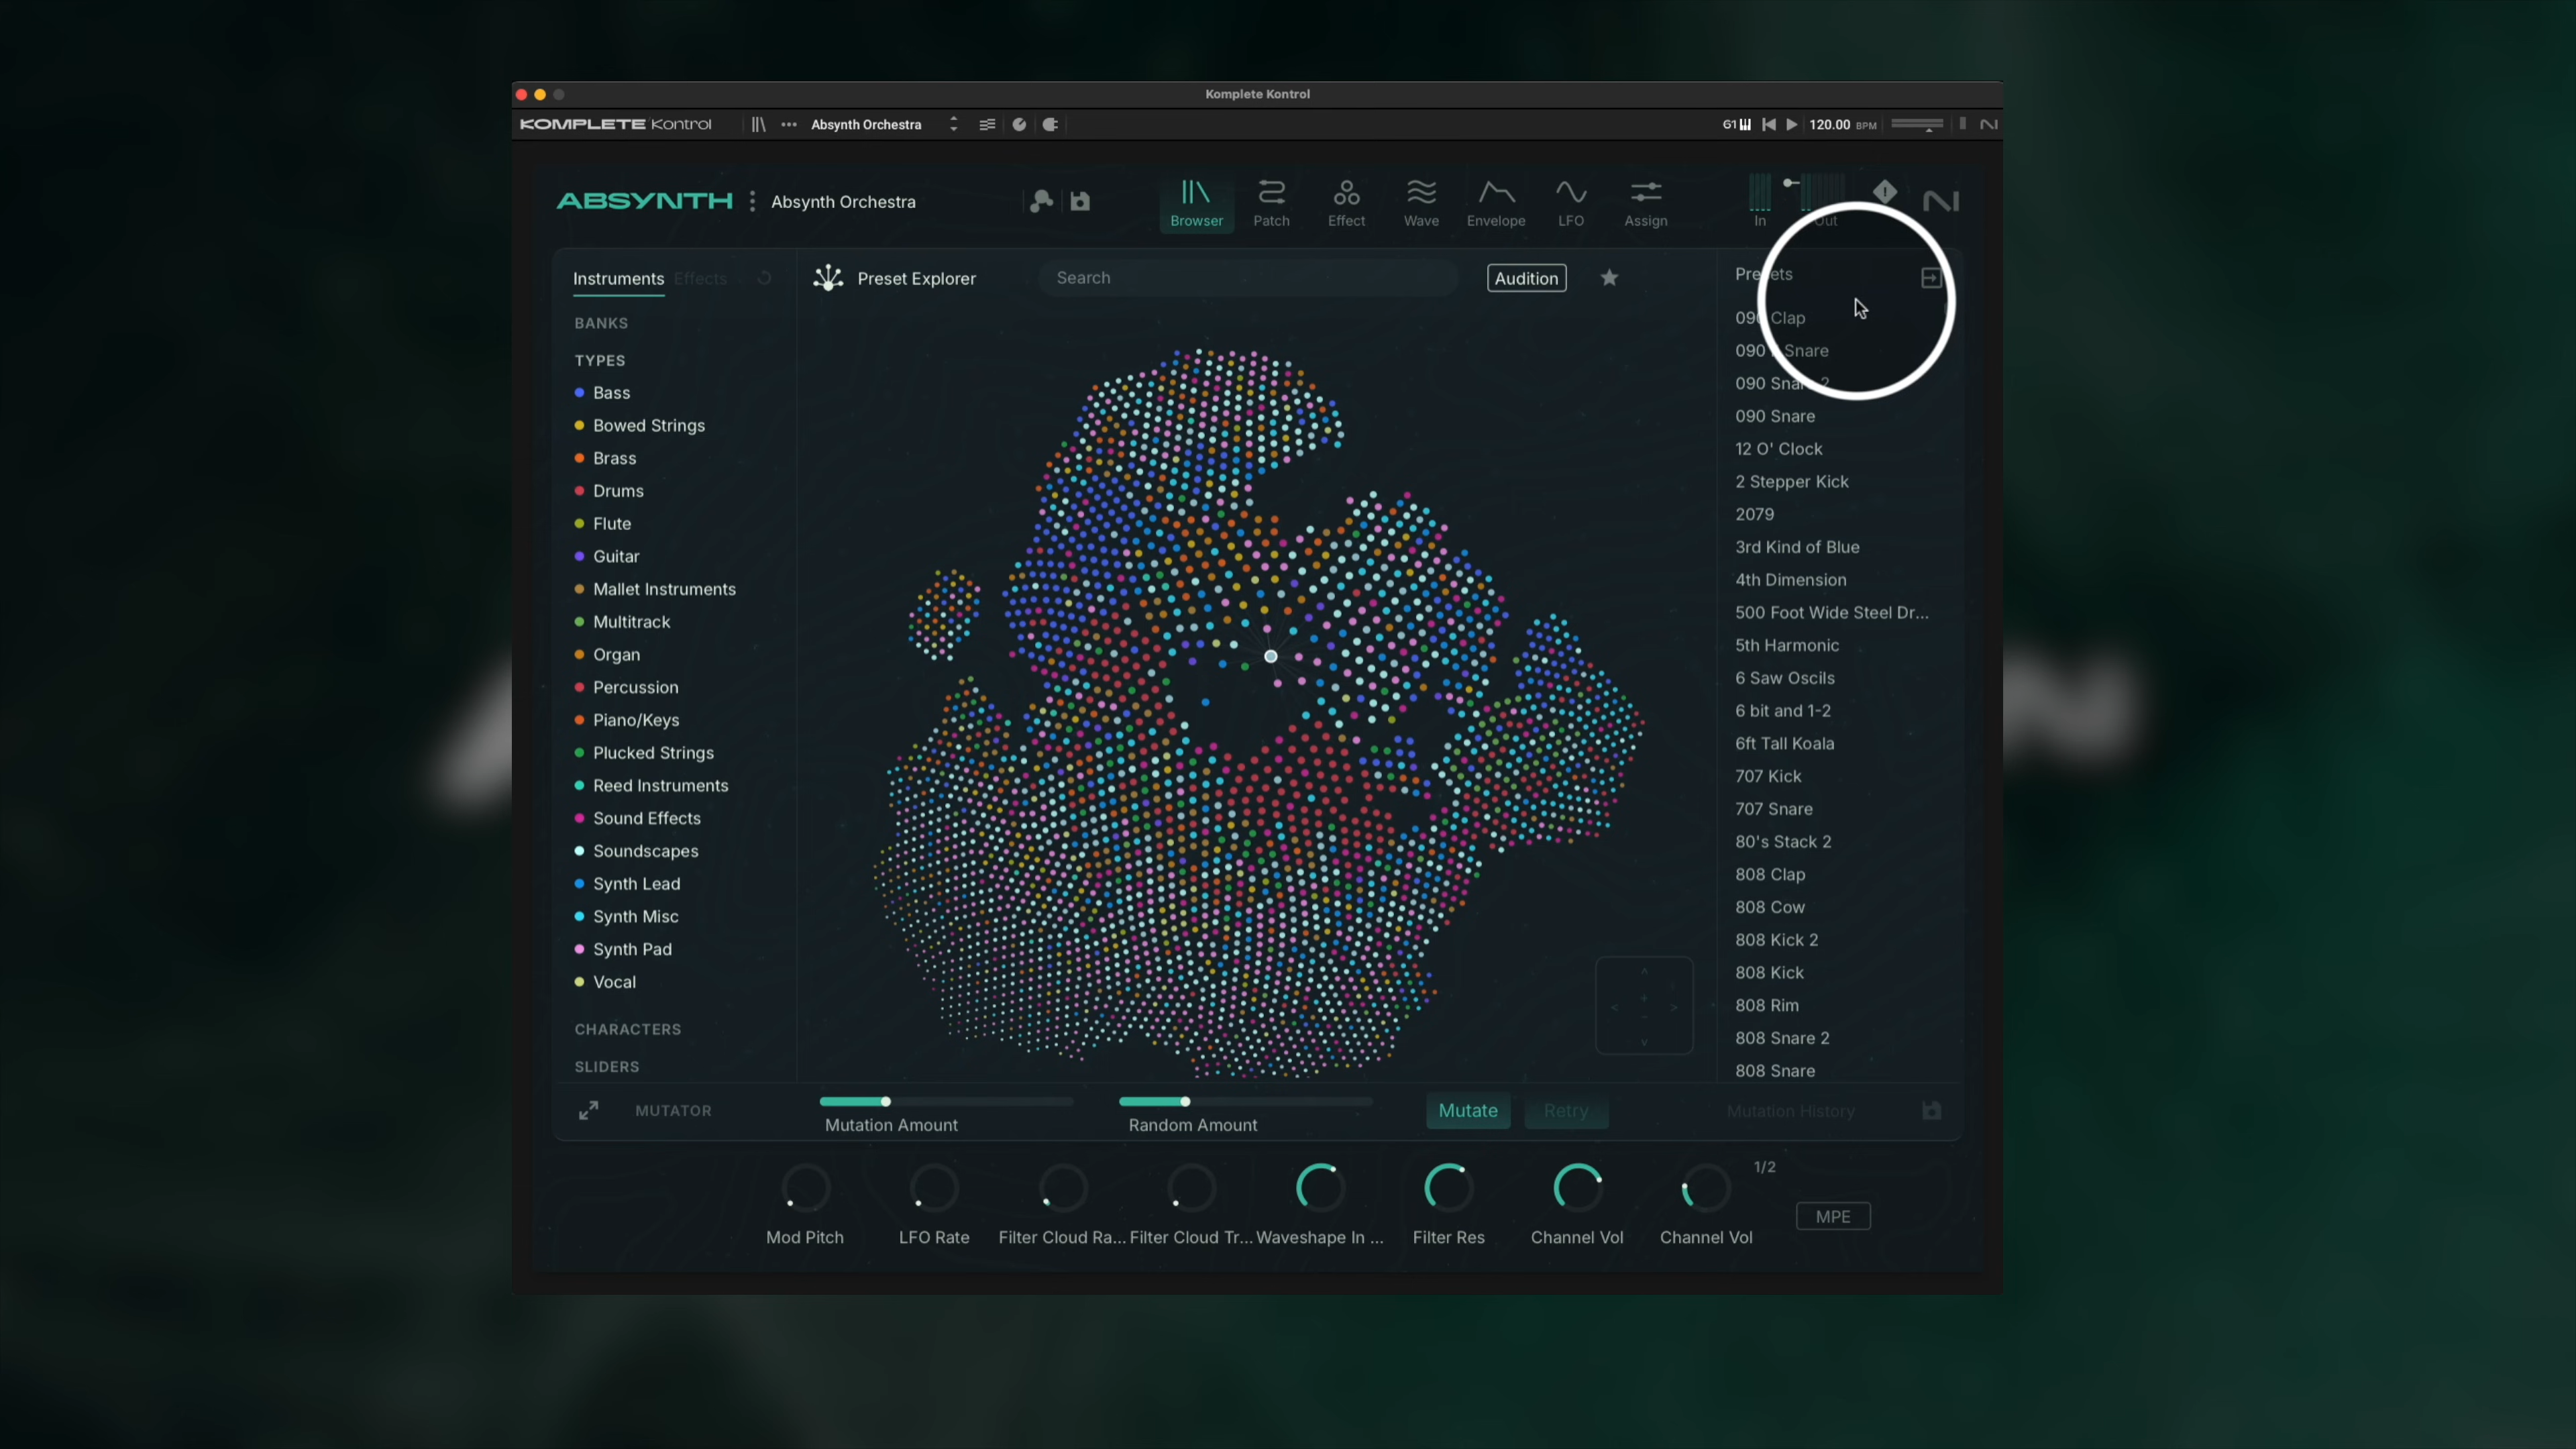 Komplete Kontrol
KOMPLETE Kontrol
Absynth Orchestra
G1
120.00 BPM
ABSYNTH
Absynth Orchestra
Browser
Patch
Effect
Wave
Envelope
LFO
Assign
In
Out
Instruments
Effects
Preset Explorer
Search
Audition
Presets
BANKS
TYPES
Bass
Bowed Strings
Brass
Drums
Flute
Guitar
Mallet Instruments
Multitrack
Organ
Percussion
Piano/Keys
Plucked Strings
Reed Instruments
Sound Effects
Soundscapes
Synth Lead
Synth Misc
Synth Pad
Vocal
CHARACTERS
SLIDERS
090 Clap
Snare
090 Snare 2
090 Snare
12 O' Clock
2 Stepper Kick
2079
3rd Kind of Blue
4th Dimension
500 Foot Wide Steel Dr...
5th Harmonic
6 Saw Oscils
6 bit and 1-2
6ft Tall Koala
707 Kick
707 Snare
80's Stack 2
808 Clap
808 Cow
808 Kick 2
808 Kick
808 Rim
808 Snare 2
808 Snare
MUTATOR
Mutation Amount
Random Amount
Mutate
Retry
Mutation History
1/2
Mod Pitch
LFO Rate
Filter Cloud Ra...
Filter Cloud Tr...
Waveshape In ...
Filter Res
Channel Vol
Channel Vol
MPE